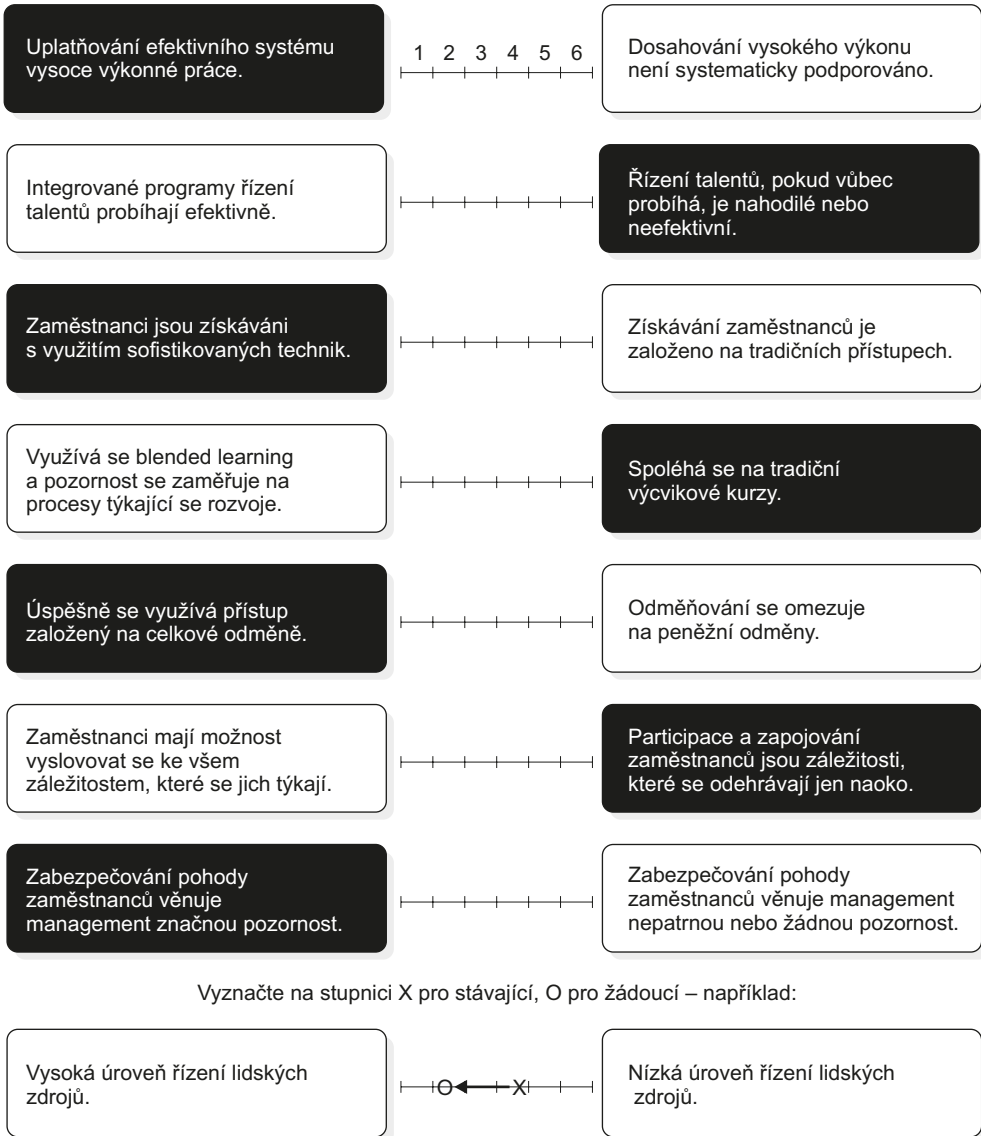 Uplatňování efektivního systému
vysoce výkonné práce.
1 2 3 4 5 6
Dosahování vysokého výkonu
není systematicky podporováno.
Integrované programy řízení
talentů probíhají efektivně.
Řízení talentů, pokud vůbec
probíhá, je nahodilé nebo
neefektivní.
Zaměstnanci jsou získáváni
s využitím sofistikovaných technik.
Získávání zaměstnanců je
založeno na tradičních přístupech.
Využívá se blended learning
a pozornost se zaměřuje na
procesy týkající se rozvoje.
Spoléhá se na tradiční
výcvikové kurzy.
Úspěšně se využívá přístup
založený na celkové odměně.
Odměňování se omezuje
na peněžní odměny.
Zaměstnanci mají možnost
vyslovovat se ke všem
záležitostem, které se jich týkají.
Participace a zapojování
zaměstnanců jsou záležitosti,
které se odehrávají jen naoko.
Zabezpečování pohody
zaměstnanců věnuje
management značnou pozornost.
Zabezpečování pohody
zaměstnanců věnuje management
nepatrnou nebo žádnou pozornost.
Vyznačte na stupnici X pro stávající, O pro žádoucí – například:
Vysoká úroveň řízení lidských
zdrojů.
O X
Nízká úroveň řízení lidských
zdrojů.